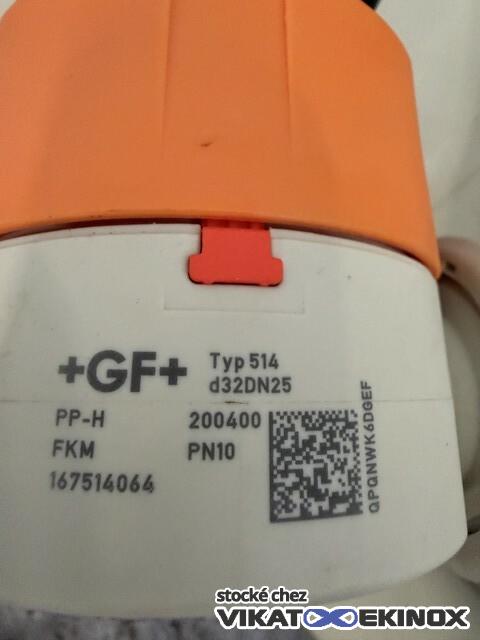 +GF+ Typ 514
d32DN25
PP-H 200400
FKM PN10
167514064
QPQNWK6DGEF
stocké chez
VIKAT EKINOX